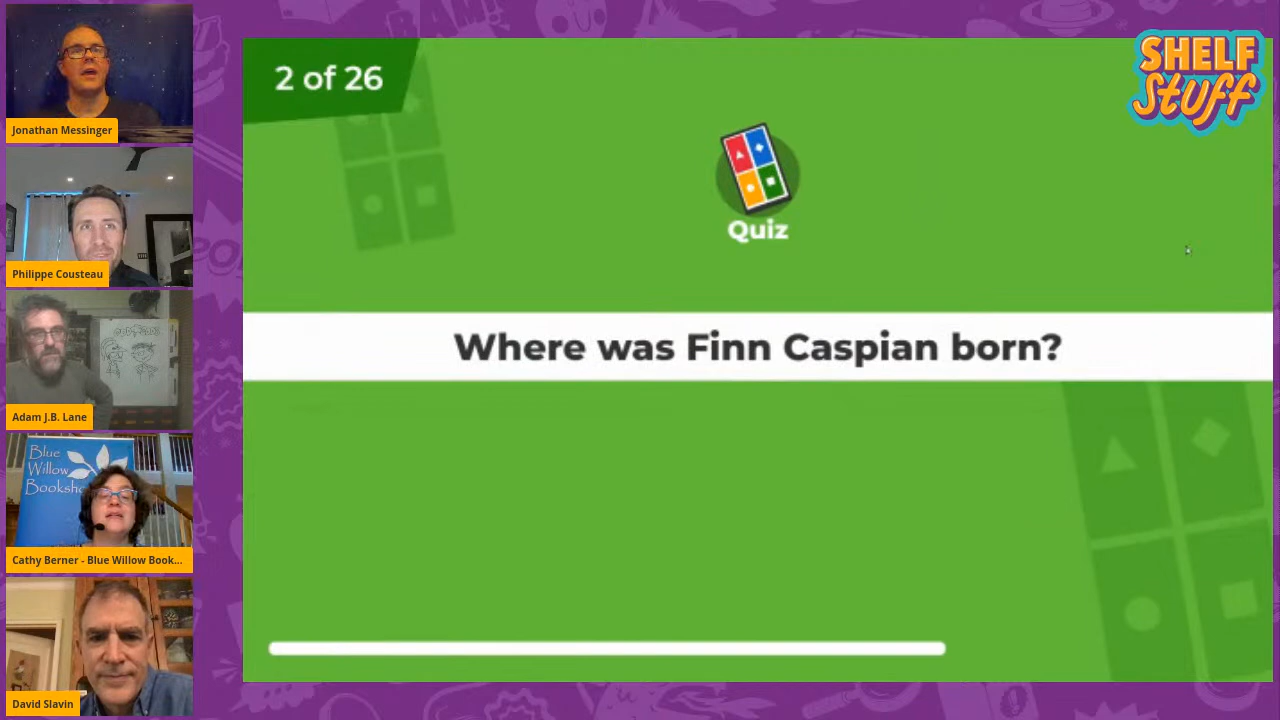 Jonathan Messinger
Philippe Cousteau
Adam J.B. Lane
Blue
Willow
Booksho
Cathy Berner - Blue Willow Book...
David Slavin
2 of 26
SHELF
STUFF
Quiz
Where was Finn Caspian born?